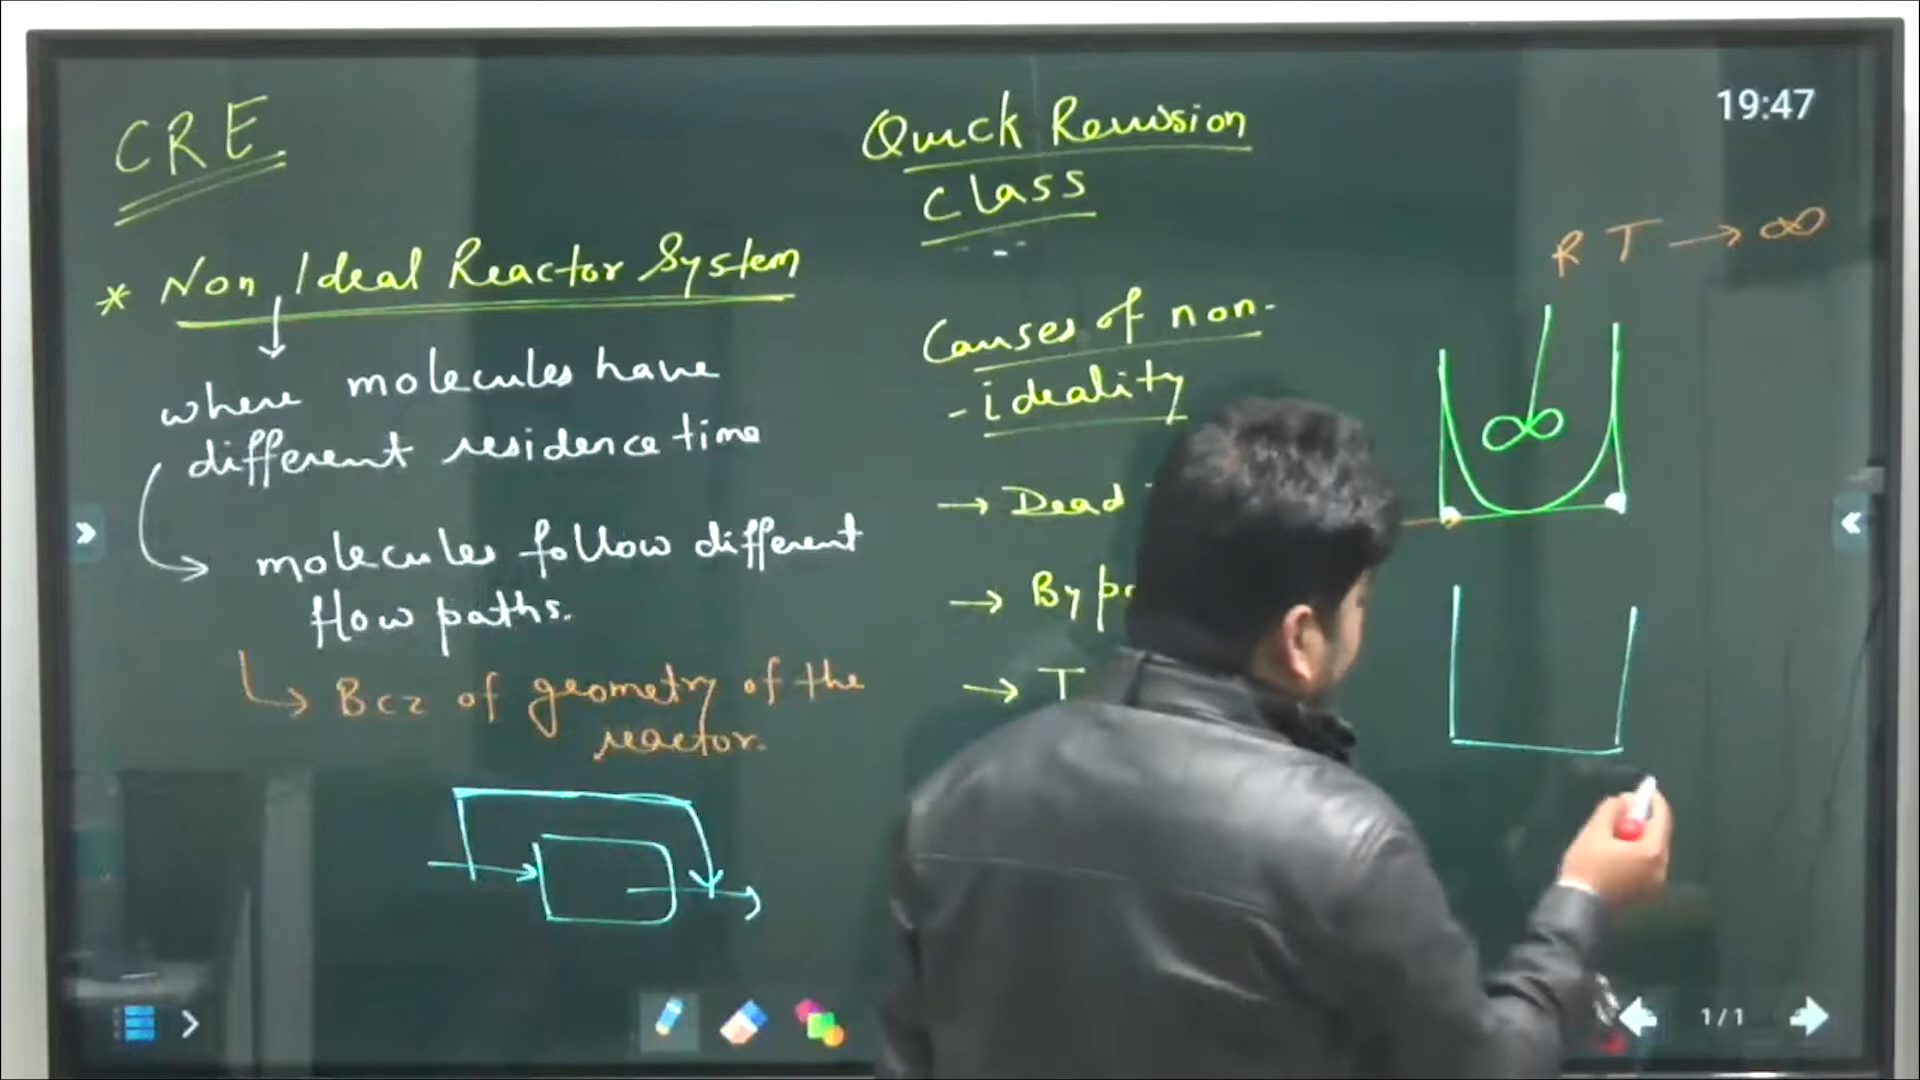 CRE
Quick Revision
Class
19:47
* Non Ideal Reactor System
where molecules have
different residence time
molecules follow different
flow paths.
Bcz of geometry of the
reactor.
Causes of non-
- ideality
→ Dead
→ By
→ T
RT → ∞
1/1